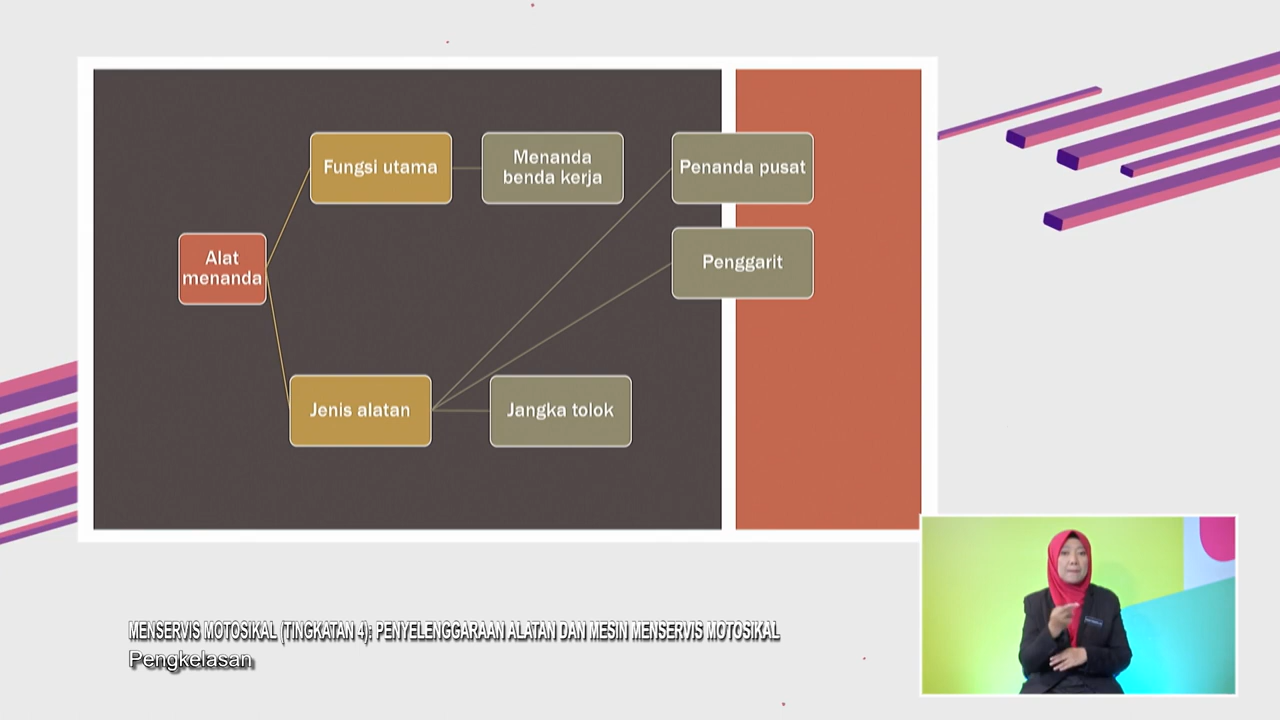 Fungsi utama
Menanda
benda kerja
Penanda pusat
Penggarit
Alat
menanda
Jenis alatan
Jangka tolok
MENSERVIS MOTOSIKAL (TINGKATAN 4): PENYELENGGARAAN ALATAN DAN MESIN MENSERVIS MOTOSIKAL
Pengkelasan